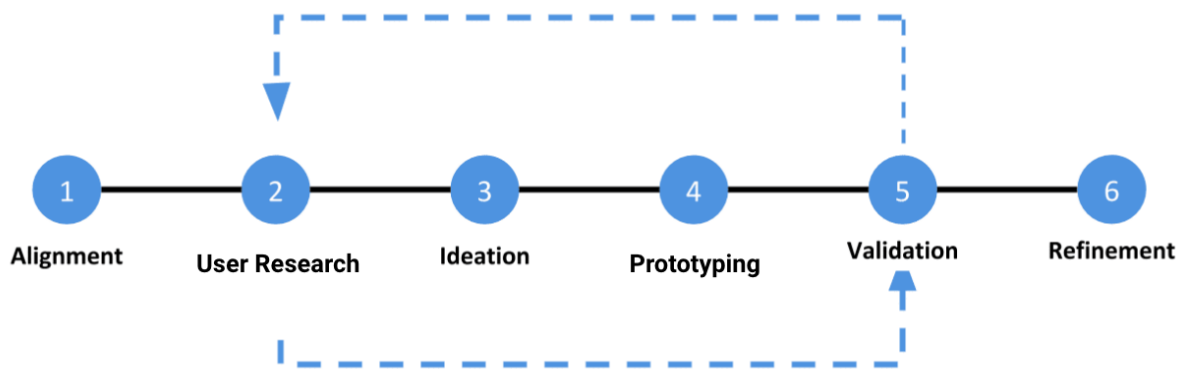 1
2
3
4
5
6
Alignment
User Research
Ideation
Prototyping
Validation
Refinement